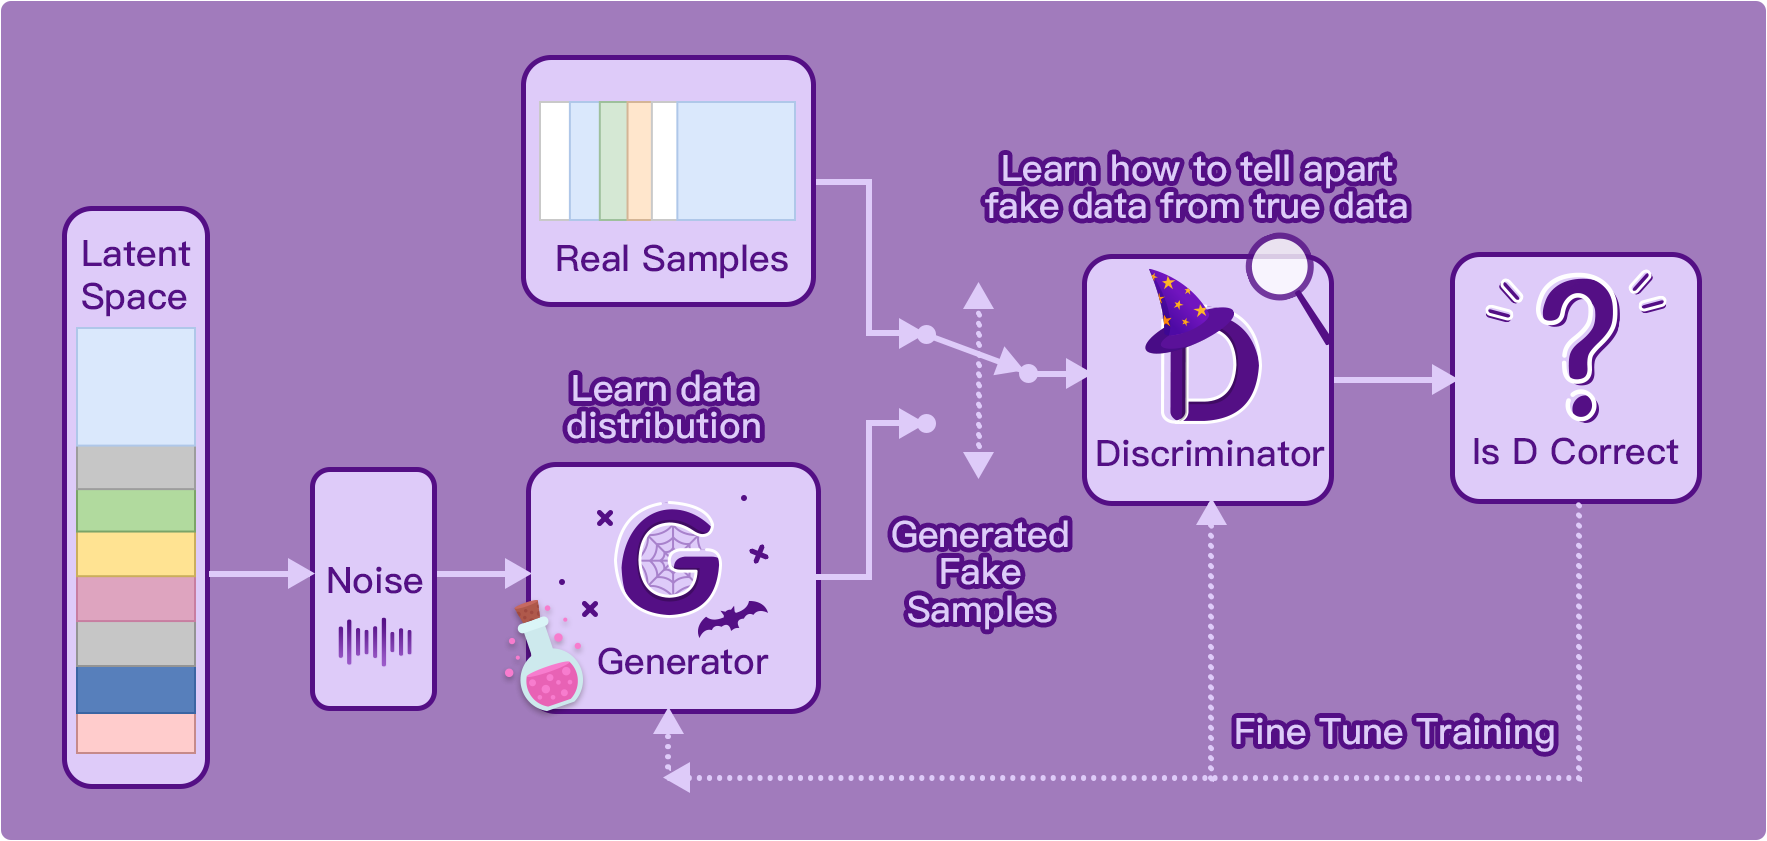 Latent
Space
Noise
Real Samples
Learn data
distribution
G
Generator
Generated
Fake
Samples
Learn how to tell apart
fake data from true data
D
Discriminator
?
Is D Correct
Fine Tune Training